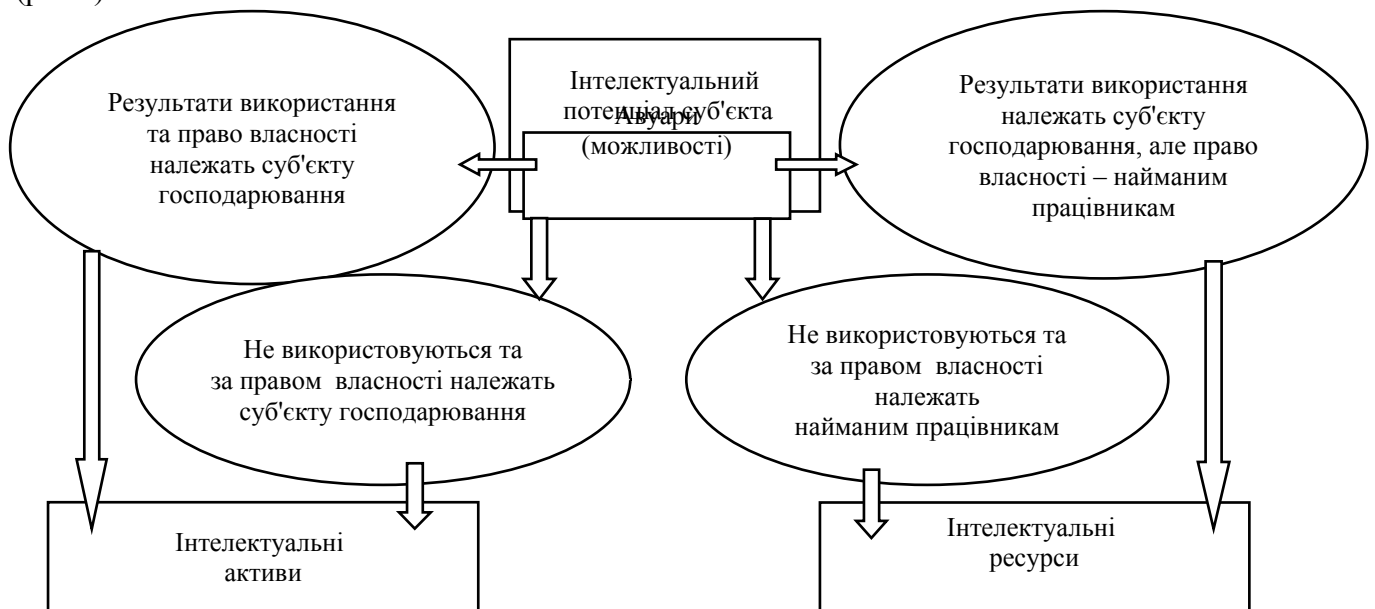 Інтелектуальний
потенціал суб'єкта
Авуари
(можливості)
Результати використання
та право власності
належать суб'єкту
господарювання
Результати використання
належать суб'єкту
господарювання, але право
власності – найманим
працівникам
Не використовуються та
за правом власності належать
суб'єкту господарювання
Не використовуються та
за правом власності
належать
найманим працівникам
Інтелектуальні
активи
Інтелектуальні
ресурси